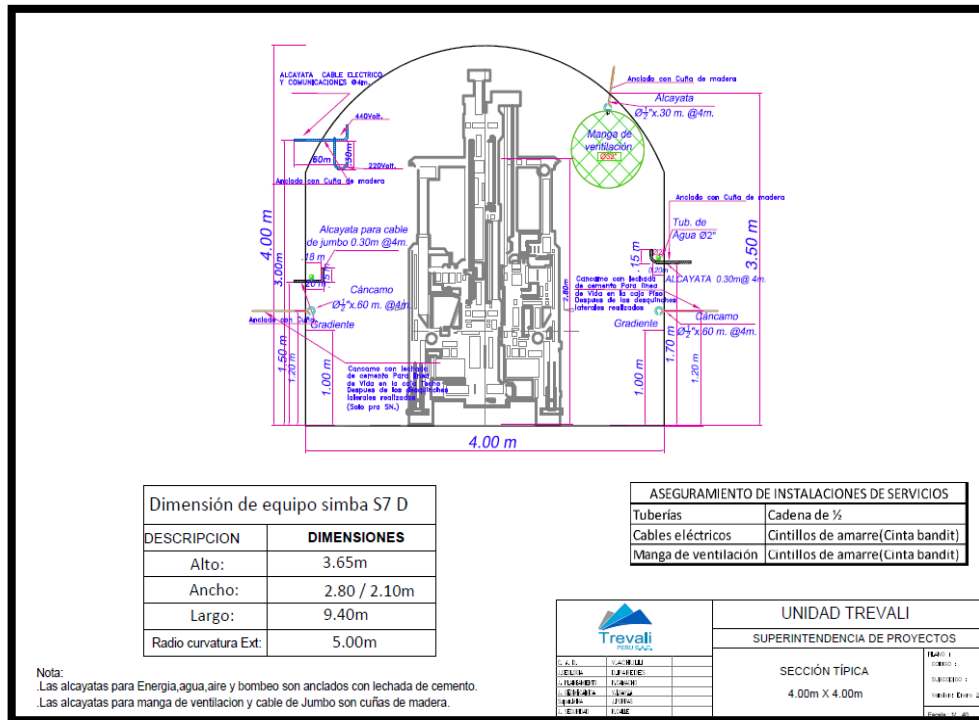 ALCAYATA CABLE ELECTRICO
Y COMUNICACIONES @4m.
440Volt.
.60m
.30m
220Volt.
Anclado con Cuña de madera
Anclado con Cuña de madera
Alcayata
Ø½"x.30 m. @4m.
Manga de
ventilación
Ø32"
4.00 m
3.00m
Alcayata para cable
de jumbo 0.30m @4m.
.18 m
.15 m
.20 m
Cáncamo
Ø½"x.60 m. @4m.
Anclado con Cuña
Gradiente
1.50 m
1.20 m
1.00 m
Cancamo con lechada
de cemento Para linea
de Vida en la caja Techo
Despues de los desquinches
laterales realizados
(Solo pra SN.)
2.80m
Anclado con Cuña de madera
Tub. de
Agua Ø2"
.15 m
0.20m
ALCAYATA 0.30m@ 4m.
Cancamo con lechada
de cemento Para linea
de Vida en la caja Piso
Despues de los desquinches
laterales realizados
Cáncamo
Ø½"x.60 m. @4m.
Gradiente
3.50 m
1.70 m
1.00 m
1.20 m
4.00 m
Dimensión de equipo simba S7 D
DESCRIPCION DIMENSIONES
Alto: 3.65m
Ancho: 2.80 / 2.10m
Largo: 9.40m
Radio curvatura Ext: 5.00m
ASEGURAMIENTO DE INSTALACIONES DE SERVICIOS
Tuberías Cadena de ½
Cables eléctricos Cintillos de amarre(Cinta bandit)
Manga de ventilación Cintillos de amarre(Cinta bandit)
Nota:
.Las alcayatas para Energia,agua,aire y bombeo son anclados con lechada de cemento.
.Las alcayatas para manga de ventilacion y cable de Jumbo son cuñas de madera.
Trevali
PERU S.A.C.
UNIDAD TREVALI
SUPERINTENDENCIA DE PROYECTOS
SECCIÓN TÍPICA
4.00m X 4.00m
PLANO :
CODIGO :
SUBCODIGO :